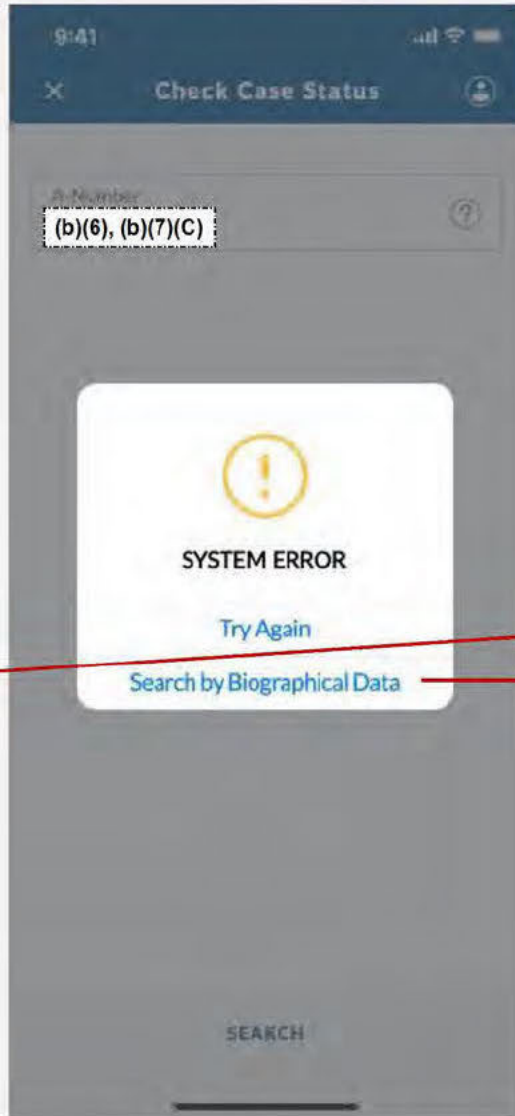 9:41
Check Case Status
A-Number
(b)(6), (b)(7)(C)
SYSTEM ERROR
Try Again
Search by Biographical Data
SEARCH